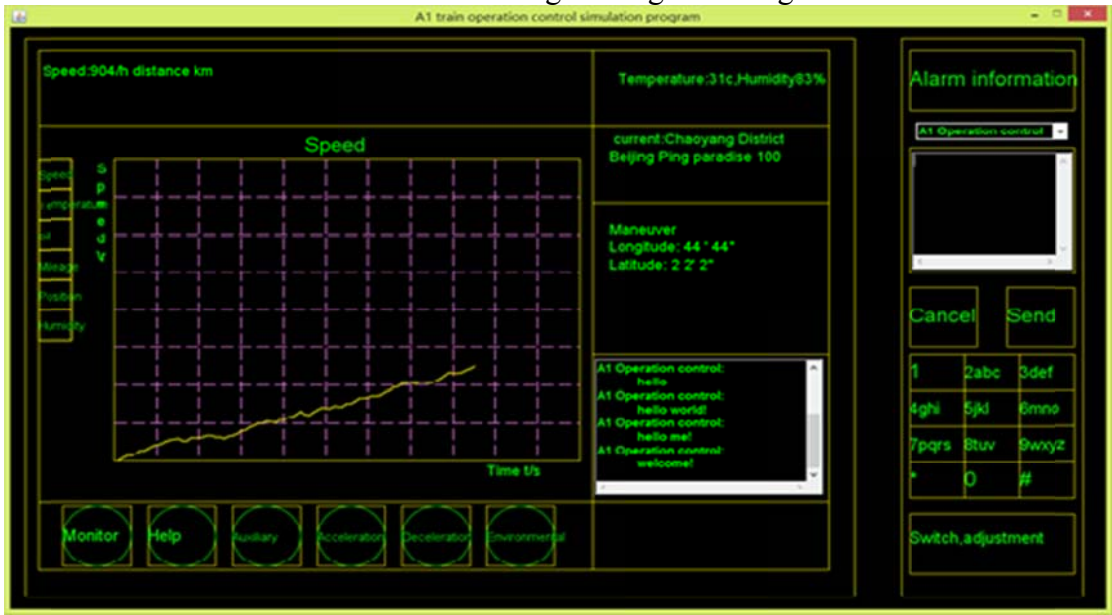 A1 train operation control simulation program
Speed:904/h distance km
Temperature:31c,Humidity83%
current:Chaoyang District
Beijing Ping paradise 100
Maneuver
Longitude: 44 ' 44"
Latitude: 2 2' 2"
Speed
Speed V
Speed
Temperature
oil
Mileage
Position
Humidity
Time t/s
A1 Operation control:
hello
A1 Operation control:
hello world!
A1 Operation control:
hello me!
A1 Operation control:
welcome!
Monitor
Help
Auxiliary
Acceleration
Deceleration
Environmental
Alarm information
A1 Operation control
Cancel
Send
1 2abc 3def
4ghi 5jkl 6mno
7pqrs 8tuv 9wxyz
* 0 #
Switch,adjustment